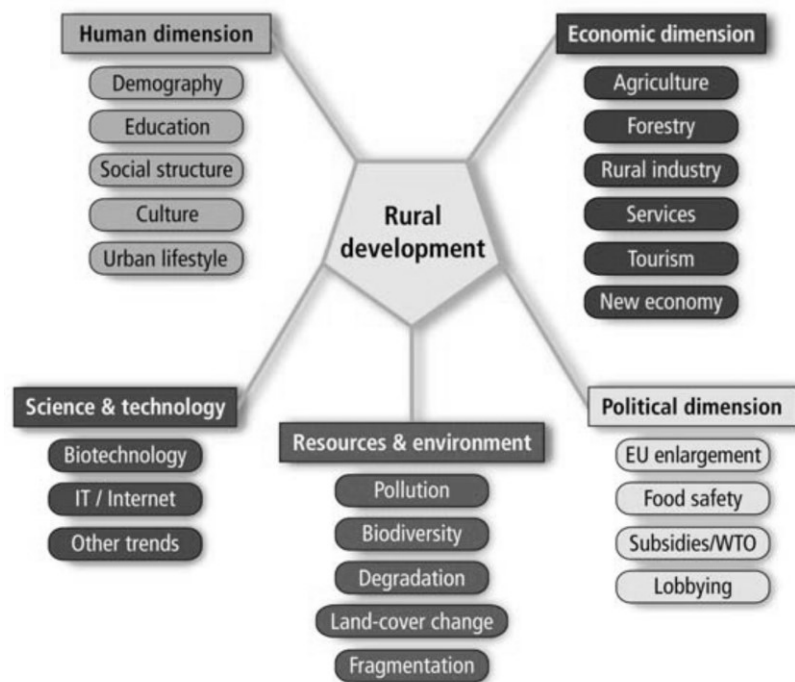 Human dimension
Demography
Education
Social structure
Culture
Urban lifestyle
Economic dimension
Agriculture
Forestry
Rural industry
Services
Tourism
New economy
Rural
development
Science & technology
Biotechnology
IT / Internet
Other trends
Resources & environment
Pollution
Biodiversity
Degradation
Land-cover change
Fragmentation
Political dimension
EU enlargement
Food safety
Subsidies/WTO
Lobbying